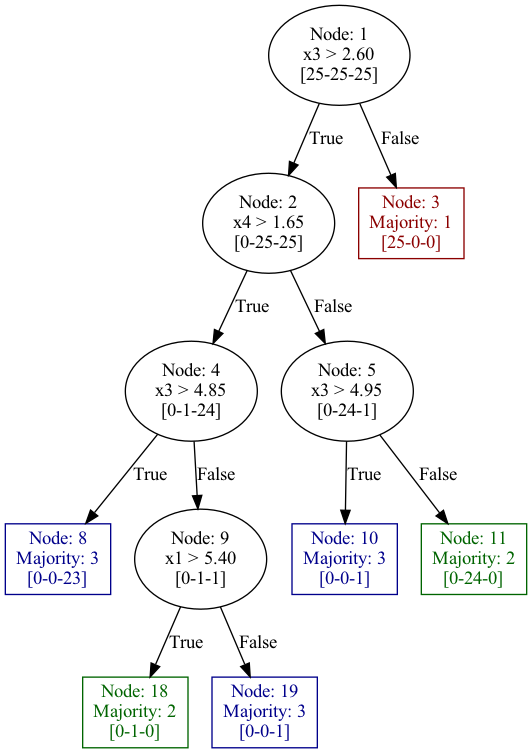 Node: 1
x3 > 2.60
[25-25-25]
True
False
Node: 2
x4 > 1.65
[0-25-25]
Node: 3
Majority: 1
[25-0-0]
True
False
Node: 4
x3 > 4.85
[0-1-24]
Node: 5
x3 > 4.95
[0-24-1]
True
False
True
False
Node: 8
Majority: 3
[0-0-23]
Node: 9
x1 > 5.40
[0-1-1]
Node: 10
Majority: 3
[0-0-1]
Node: 11
Majority: 2
[0-24-0]
True
False
Node: 18
Majority: 2
[0-1-0]
Node: 19
Majority: 3
[0-0-1]